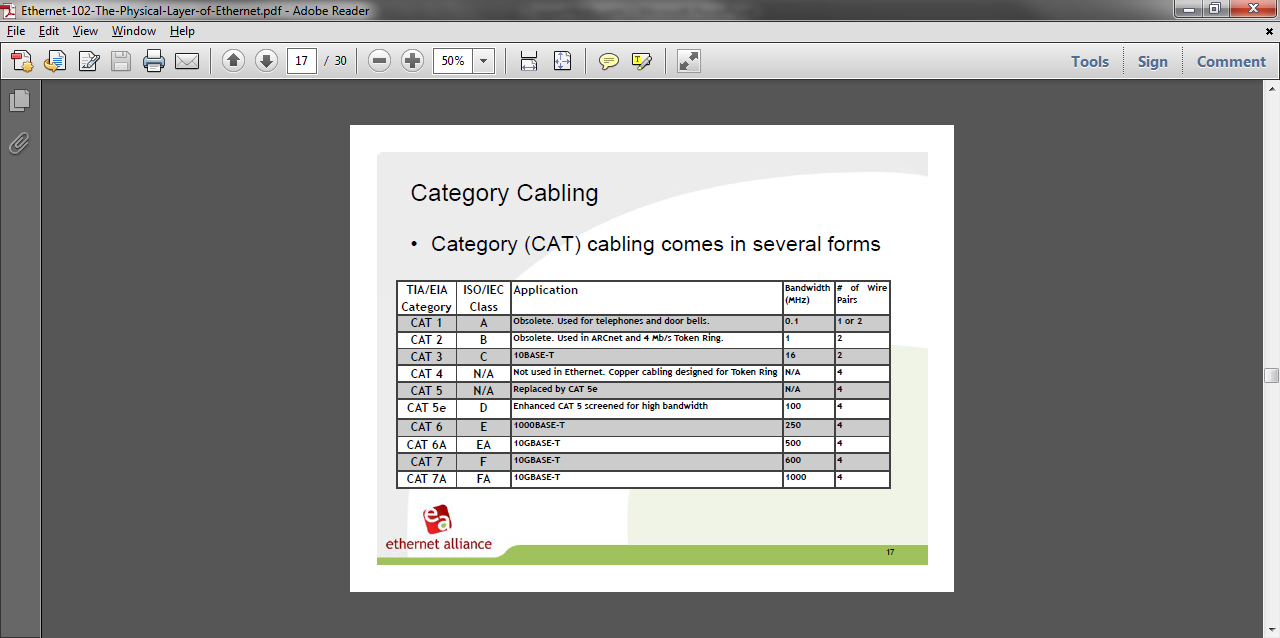 Ethernet-102-The-Physical-Layer-of-Ethernet.pdf - Adobe Reader
File Edit View Window Help
17 / 30 50% Tools Sign Comment
Category Cabling
• Category (CAT) cabling comes in several forms
TIA/EIA Category ISO/IEC Class Application Bandwidth (MHz) # of Wire Pairs
CAT 1 A Obsolete. Used for telephones and door bells. 0.1 1 or 2
CAT 2 B Obsolete. Used in ARCnet and 4 Mb/s Token Ring. 1 2
CAT 3 C 10BASE-T 16 2
CAT 4 N/A Not used in Ethernet. Copper cabling designed for Token Ring N/A 4
CAT 5 N/A Replaced by CAT 5e N/A 4
CAT 5e D Enhanced CAT 5 screened for high bandwidth 100 4
CAT 6 E 1000BASE-T 250 4
CAT 6A EA 10GBASE-T 500 4
CAT 7 F 10GBASE-T 600 4
CAT 7A FA 10GBASE-T 1000 4
ea
ethernet alliance
17